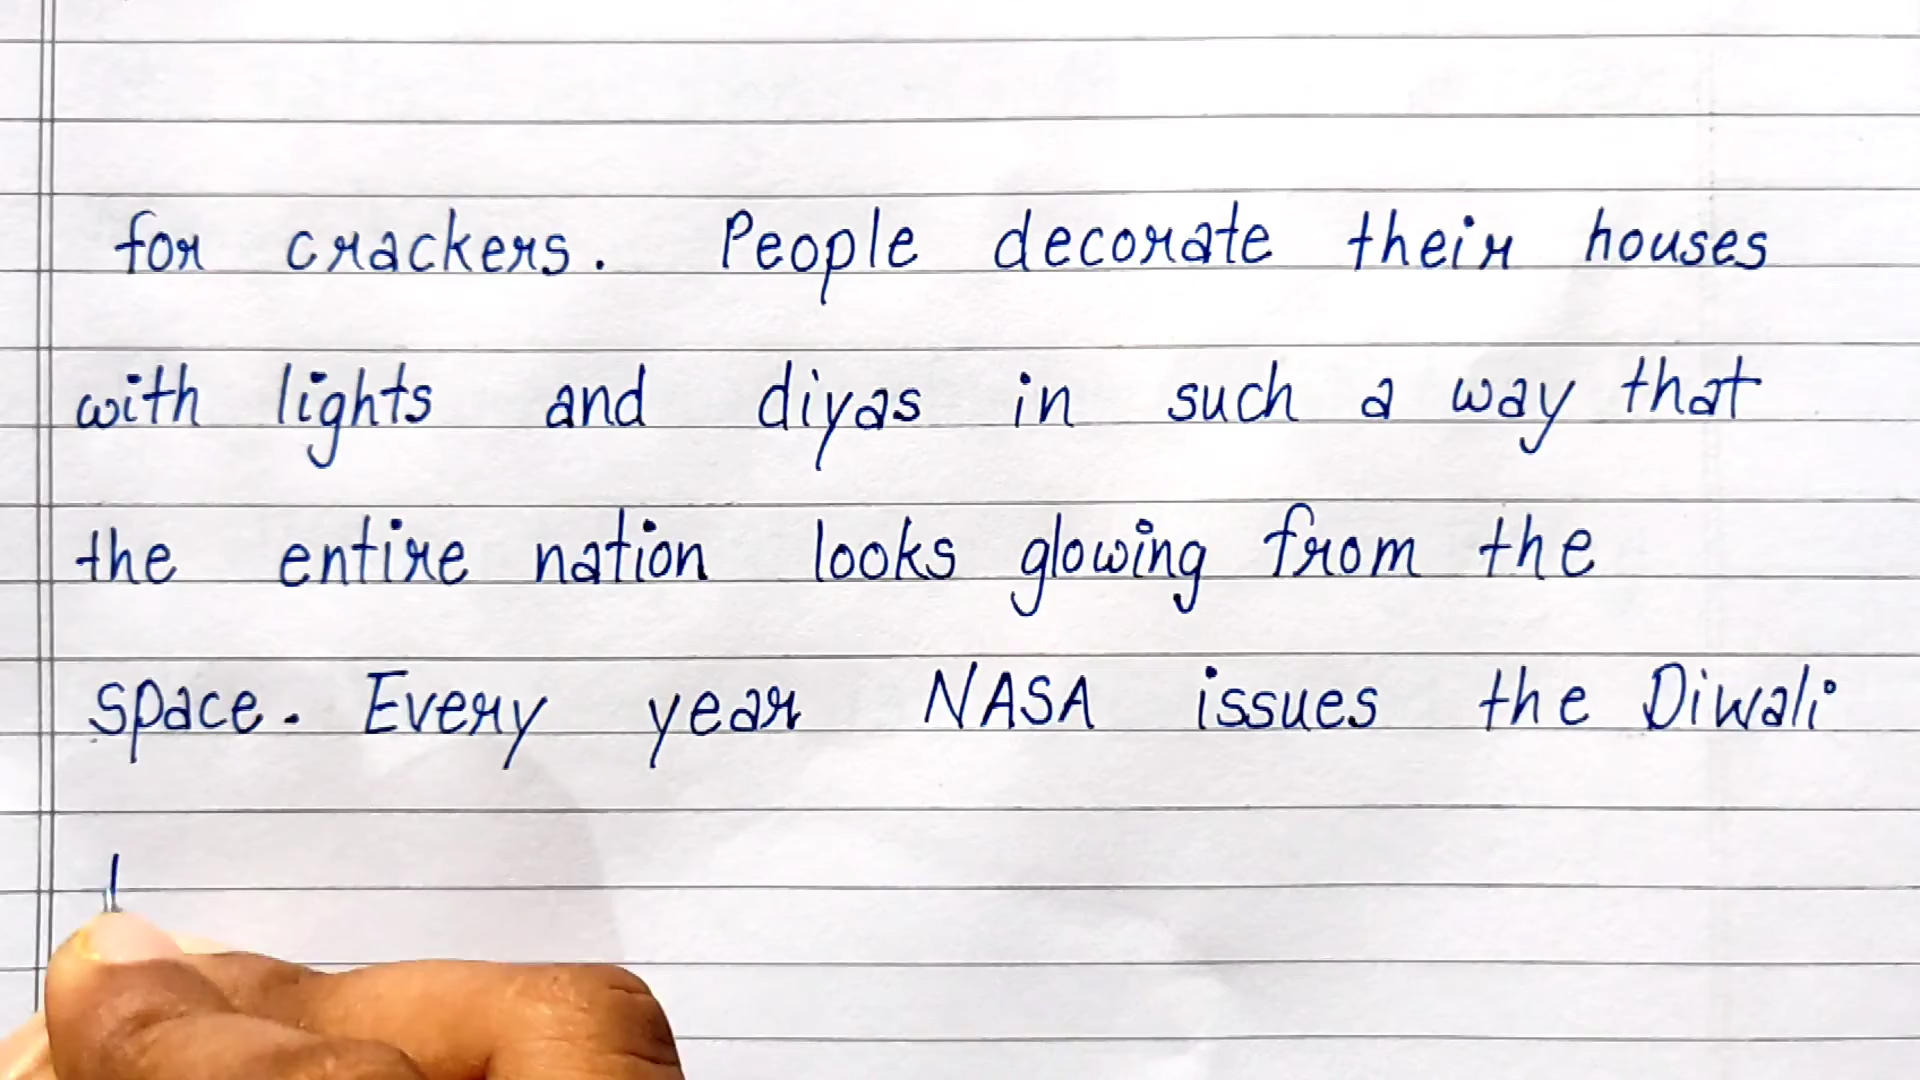 for crackers. People decorate their houses
with lights and diyas in such a way that
the entire nation looks glowing from the
space. Every year NASA issues the Diwali